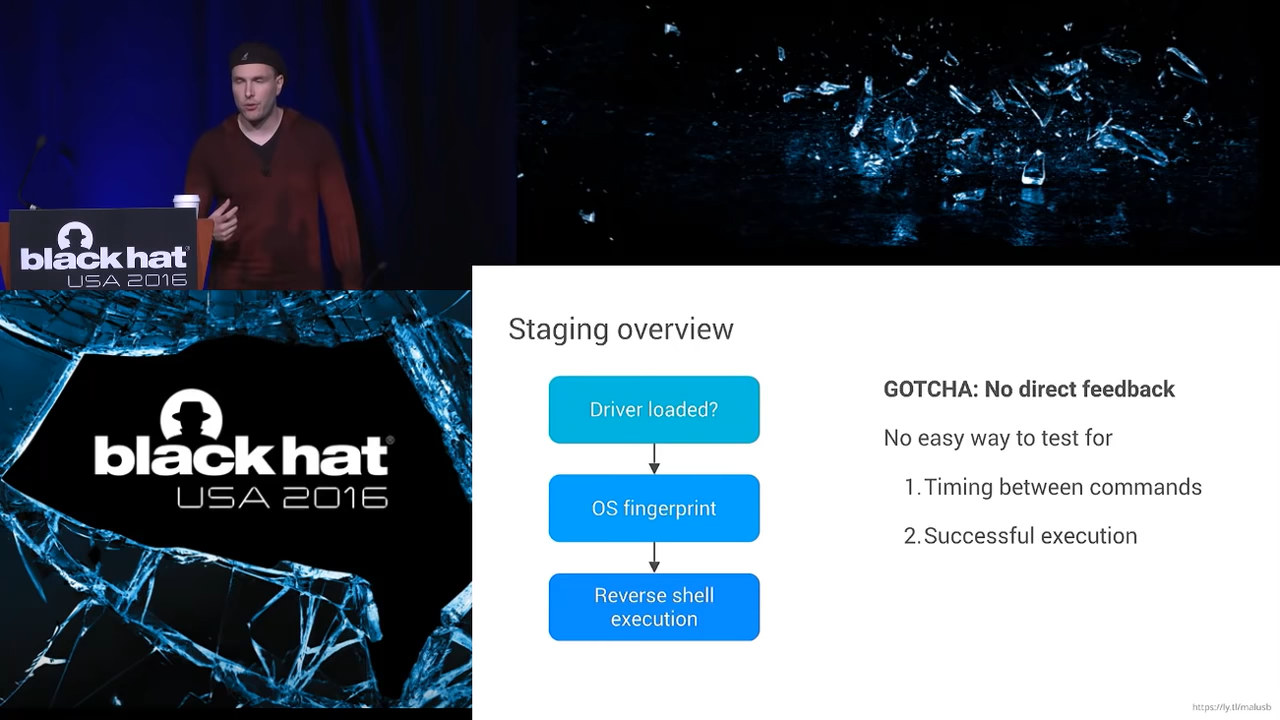 black hat
USA 2016
black hat®
USA 2016
Staging overview
Driver loaded?
OS fingerprint
Reverse shell
execution
GOTCHA: No direct feedback
No easy way to test for
1. Timing between commands
2. Successful execution
https://ly.tl/malusb